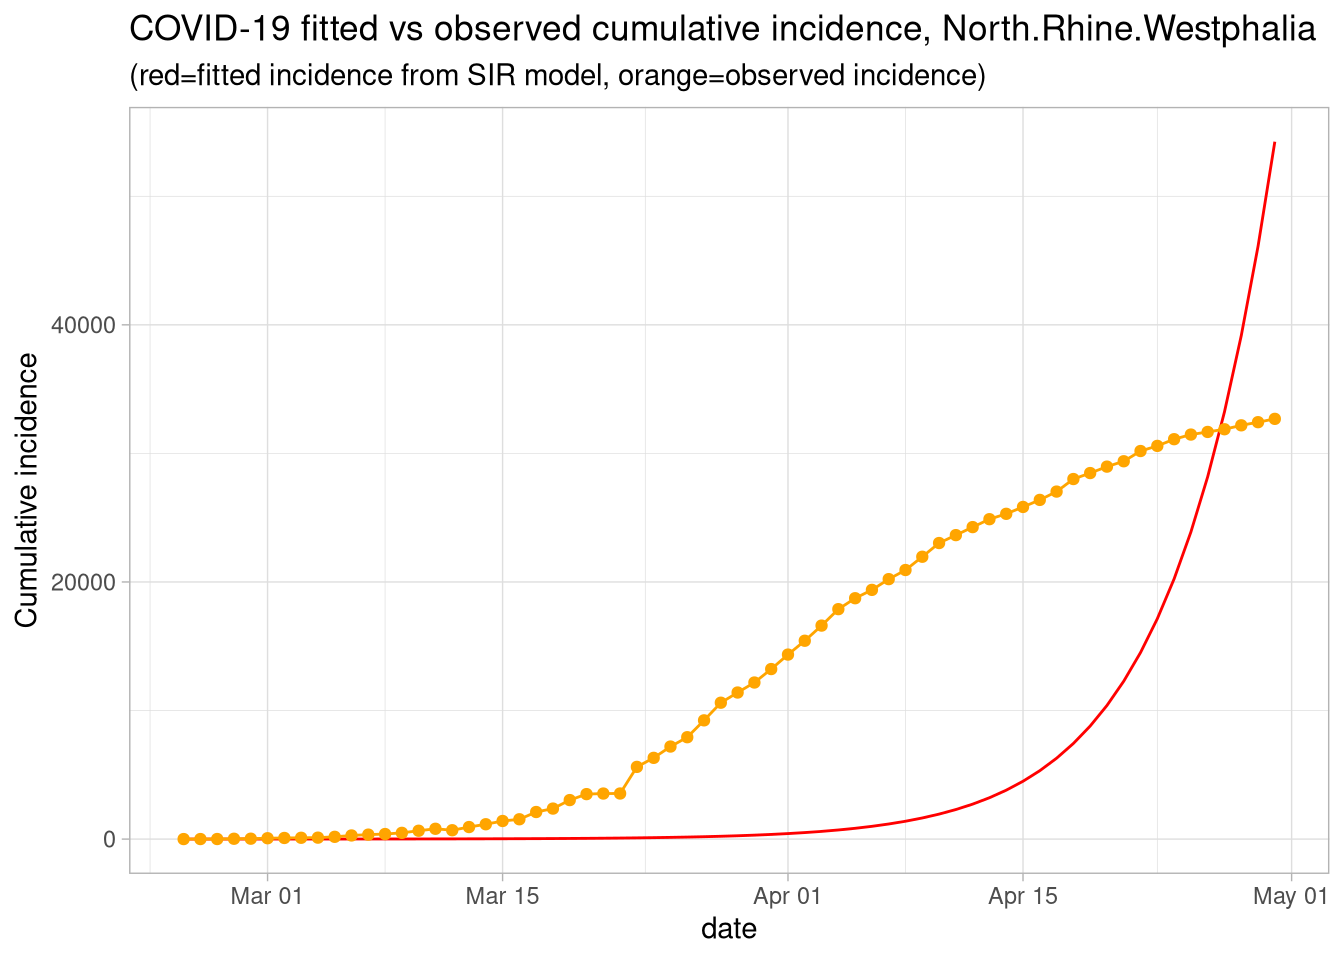 COVID-19 fitted vs observed cumulative incidence, North.Rhine.Westphalia
(red=fitted incidence from SIR model, orange=observed incidence)
Cumulative incidence
40000
20000
0
Mar 01 Mar 15 Apr 01 Apr 15 May 01
date